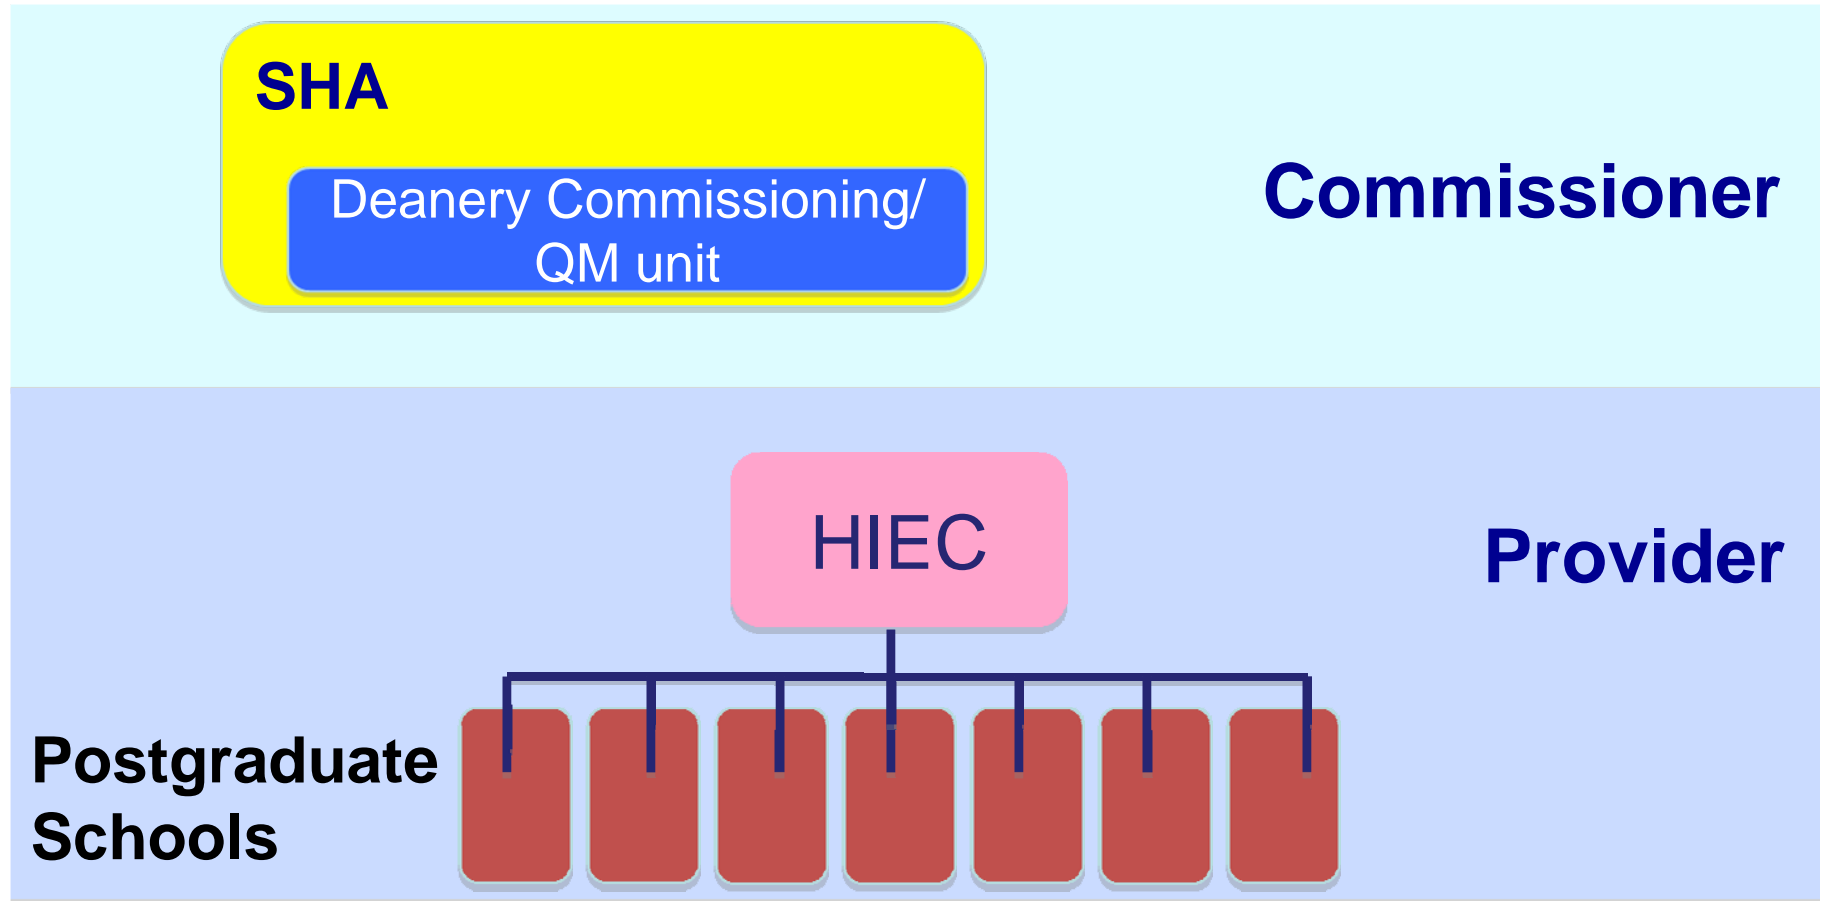 SHA
Deanery Commissioning/
QM unit
Commissioner
HIEC
Provider
Postgraduate
Schools